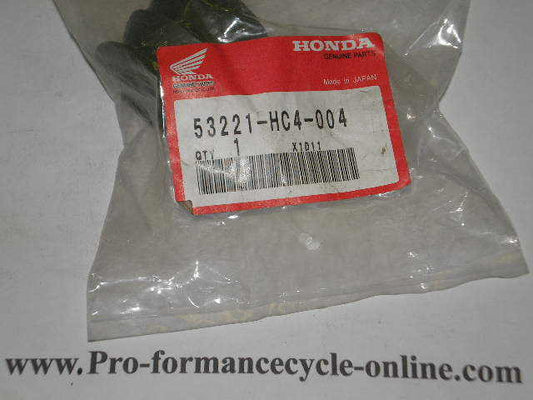 HONDA
GENUINE PARTS
HONDA
Made in JAPAN
53221-HC4-004
QTY 1 X1D11
www.Pro-formancecycle-online.com